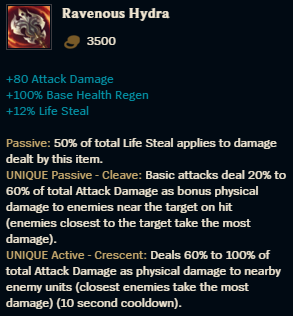 Ravenous Hydra
3500
+80 Attack Damage
+100% Base Health Regen
+12% Life Steal
Passive: 50% of total Life Steal applies to damage
dealt by this item.
UNIQUE Passive - Cleave: Basic attacks deal 20% to
60% of total Attack Damage as bonus physical
damage to enemies near the target on hit
(enemies closest to the target take the most
damage).
UNIQUE Active - Crescent: Deals 60% to 100% of
total Attack Damage as physical damage to nearby
enemy units (closest enemies take the most
damage) (10 second cooldown).